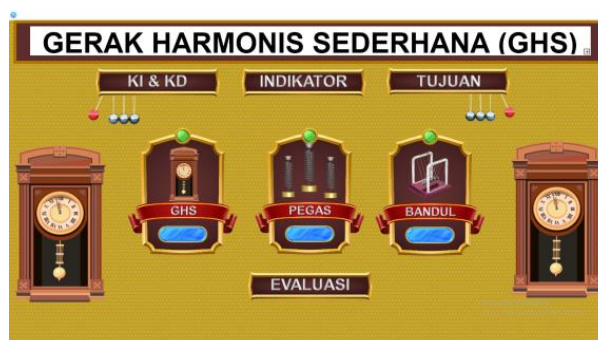 GERAK HARMONIS SEDERHANA (GHS)
KI & KD
INDIKATOR
TUJUAN
GHS
PEGAS
BANDUL
EVALUASI